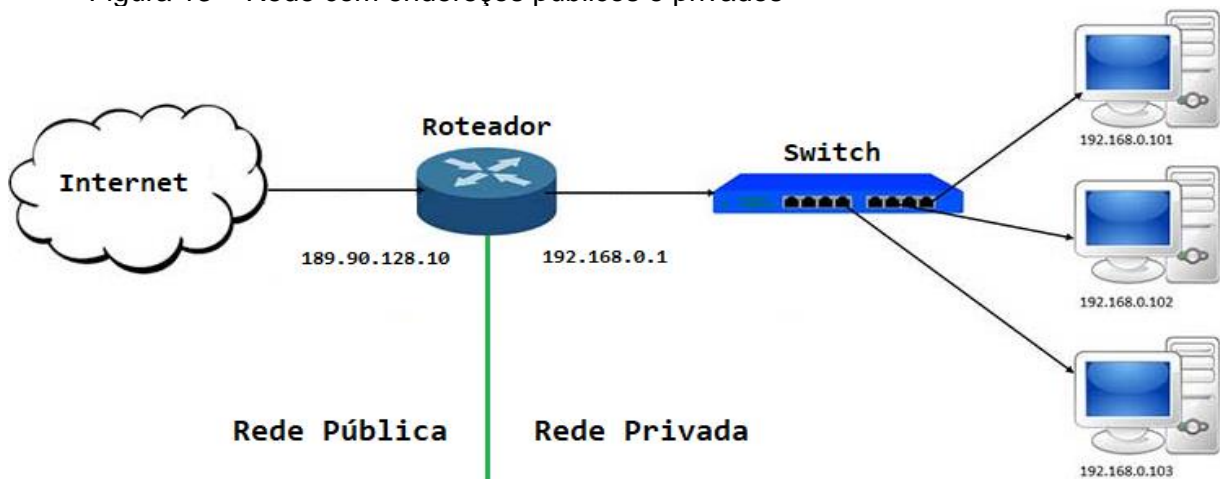 Roteador
Internet
Switch
189.90.128.10
192.168.0.1
192.168.0.101
192.168.0.102
192.168.0.103
Rede Pública
Rede Privada